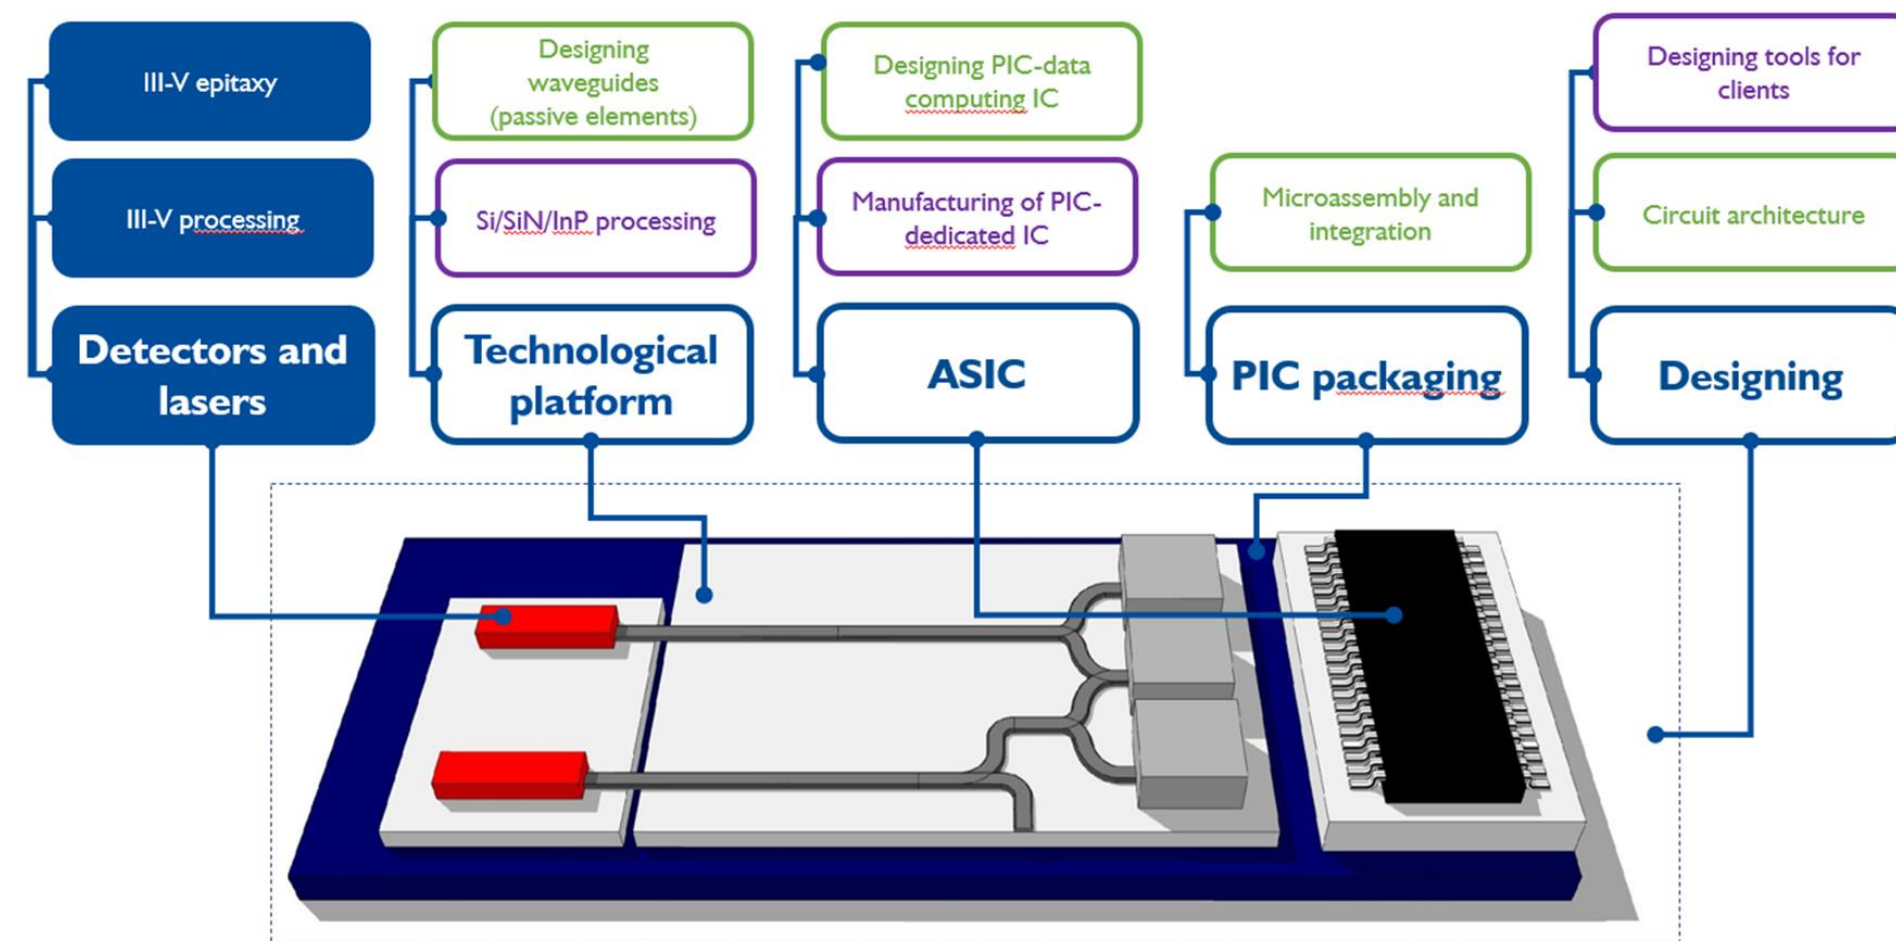 III-V epitaxy
III-V processing
Detectors and
lasers
Designing
waveguides
(passive elements)
Si/SiN/InP processing
Technological
platform
Designing PIC-data
computing IC
Manufacturing of PIC-
dedicated IC
ASIC
Microassembly and
integration
PIC packaging
Designing tools for
clients
Circuit architecture
Designing